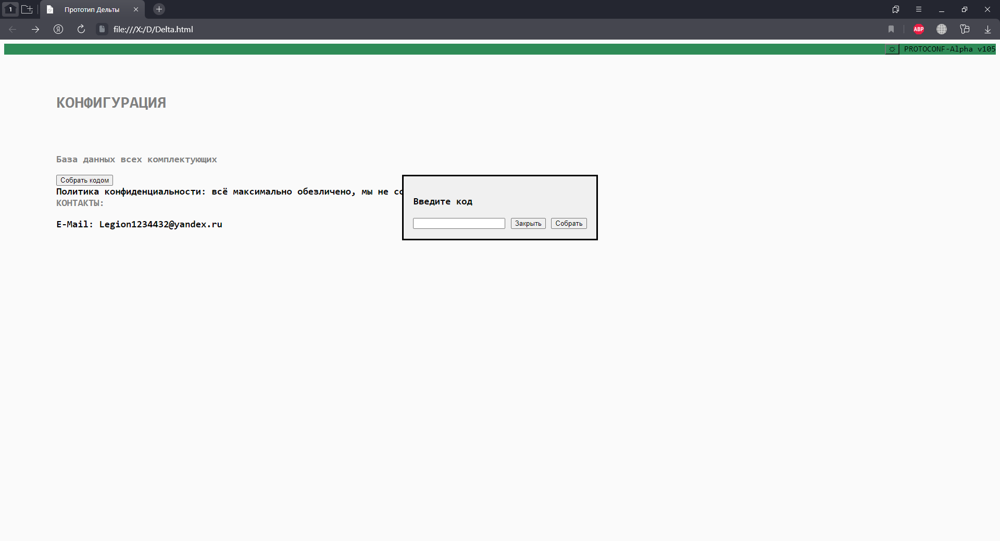 1
Прототип Дельты
Я
file:///X:/D/Delta.html
ABP
PROTOCONF-Alpha v105
КОНФИГУРАЦИЯ
База данных всех комплектующих
Собрать кодом
Политика конфиденциальности: всё максимально обезличено, мы не со
КОНТАКТЫ:
E-Mail: Legion1234432@yandex.ru
Введите код
Закрыть
Собрать